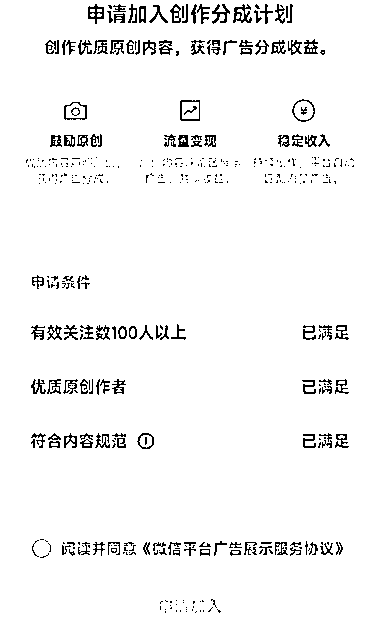 申请加入创作分成计划
创作优质原创内容，获得广告分成收益。
鼓励原创 流量变现 稳定收入
申请条件
有效关注数100人以上 已满足
优质原创作者 已满足
符合内容规范 已满足
阅读并同意《微信平台广告展示服务协议》
申请加入